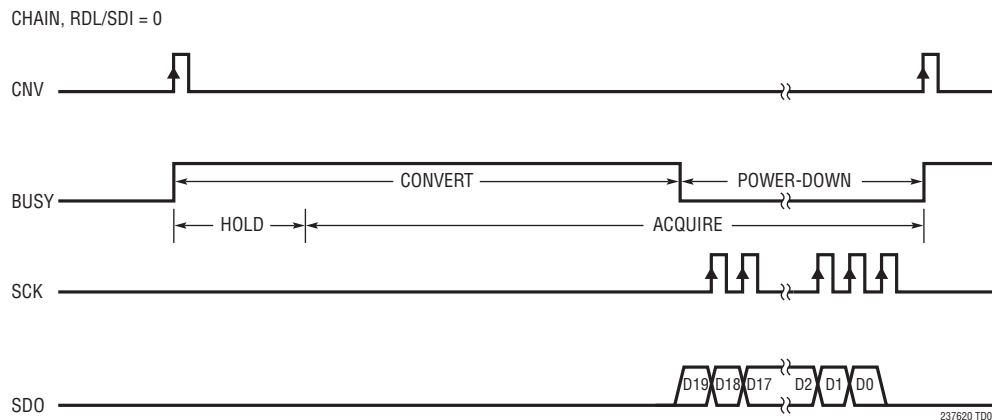 CHAIN, RDL/SDI = 0
CNV
CONVERT
POWER-DOWN
BUSY
HOLD
ACQUIRE
SCK
D19 D18 D17 D2 D1 D0
SDO
237620 TD0